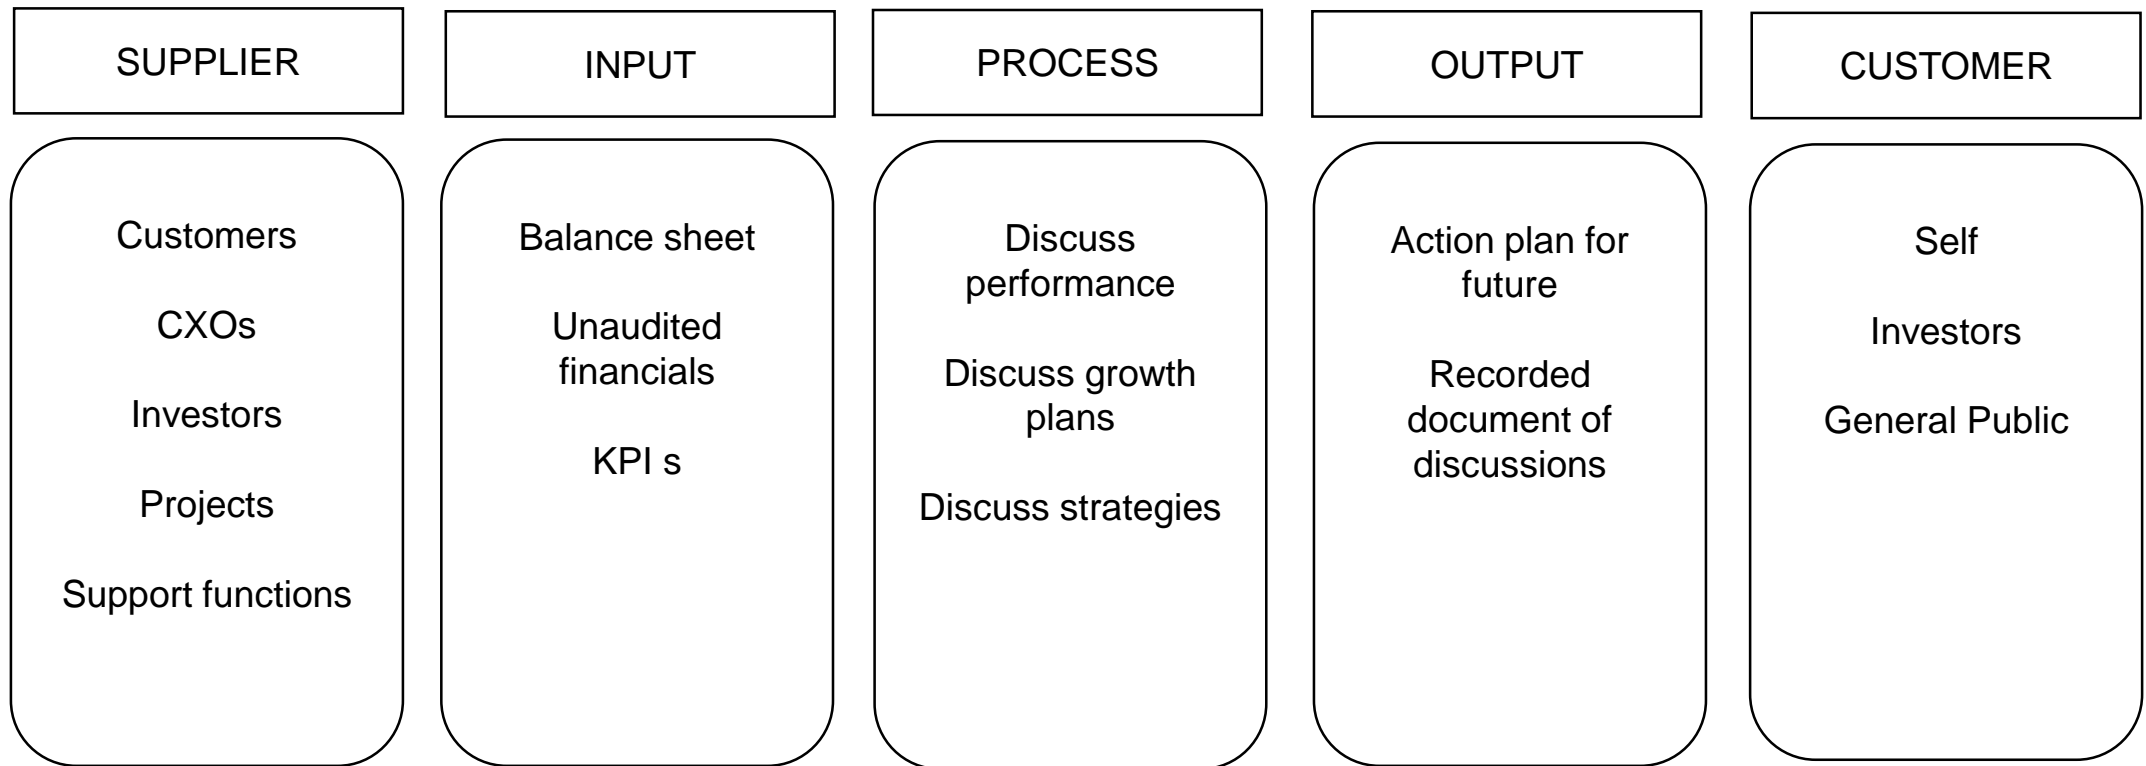 SUPPLIER
INPUT
PROCESS
OUTPUT
CUSTOMER
Customers
CXOs
Investors
Projects
Support functions
Balance sheet
Unaudited
financials
KPI s
Discuss
performance
Discuss growth
plans
Discuss strategies
Action plan for
future
Recorded
document of
discussions
Self
Investors
General Public